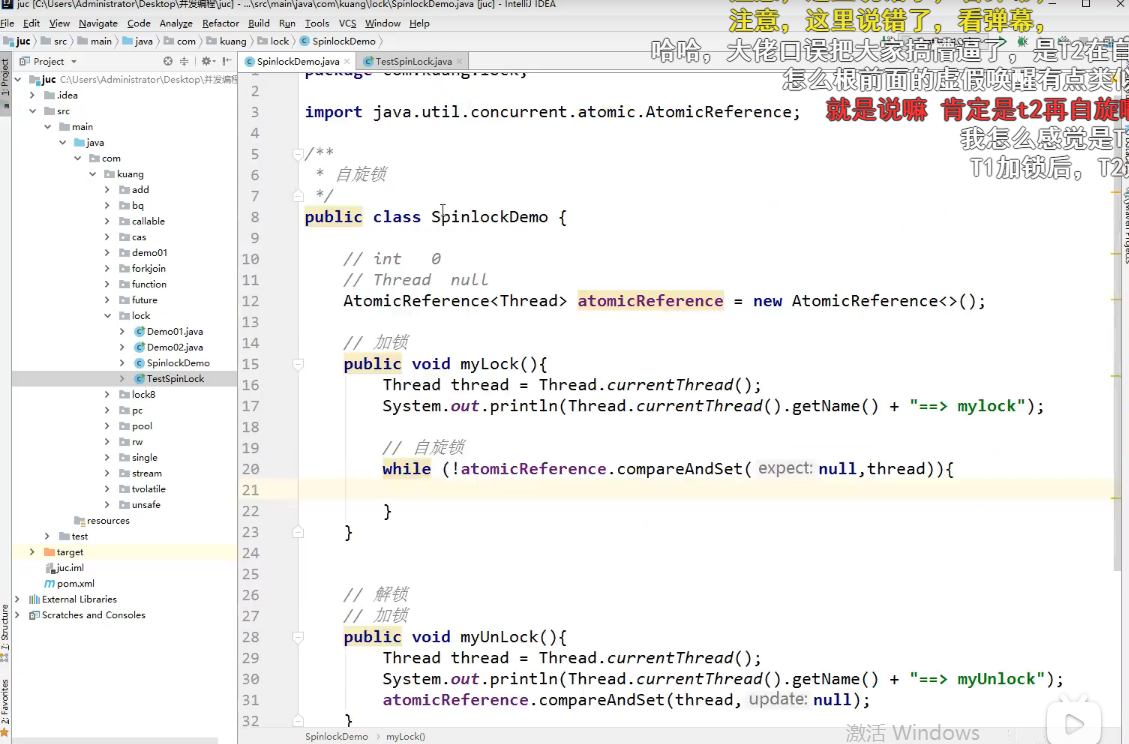 juc [C:\Users\Administrator\Desktop\并发编程\juc] - ...\src\main\java\com\kuang\lock\SpinlockDemo.java [juc] - IntelliJ IDEA
注意，这里说错了，看弹幕，
File Edit View Navigate Code Analyze Refactor Build Run Tools VCS Window Help
juc src main java com kuang lock SpinlockDemo
哈哈，大佬口误把大家搞懵逼了，是T2在自
Project
SpinlockDemo.java TestSpinLock.java
怎么根前面的虚假唤醒有点类似
就是说嘛 肯定是t2再自旋啊
我怎么感觉是T
T1加锁后，T2
1: Project
juc C:\Users\Administrator\Desktop\并发编程
.idea
src
main
java
com
kuang
add
bq
callable
cas
demo01
forkjoin
function
future
lock
Demo01.java
Demo02.java
SpinlockDemo
TestSpinLock
lock8
pc
pool
rw
single
stream
tvolatile
unsafe
resources
test
target
juc.iml
pom.xml
External Libraries
Scratches and Consoles
7: Structure
2: Favorites
package com.kuang.lock;
2
3 import java.util.concurrent.atomic.AtomicReference;
4
5 /**
6 * 自旋锁
7 */
8 public class SpinlockDemo {
9
10 // int 0
11 // Thread null
12 AtomicReference<Thread> atomicReference = new AtomicReference<>();
13
14 // 加锁
15 public void myLock(){
16 Thread thread = Thread.currentThread();
17 System.out.println(Thread.currentThread().getName() + "==> mylock");
18
19 // 自旋锁
20 while (!atomicReference.compareAndSet( expect: null,thread)){
21
22 }
23 }
24
25
26 // 解锁
27 // 加锁
28 public void myUnLock(){
29 Thread thread = Thread.currentThread();
30 System.out.println(Thread.currentThread().getName() + "==> myUnlock");
31 atomicReference.compareAndSet(thread, update: null);
32 }
SpinlockDemo myLock()
激活 Windows